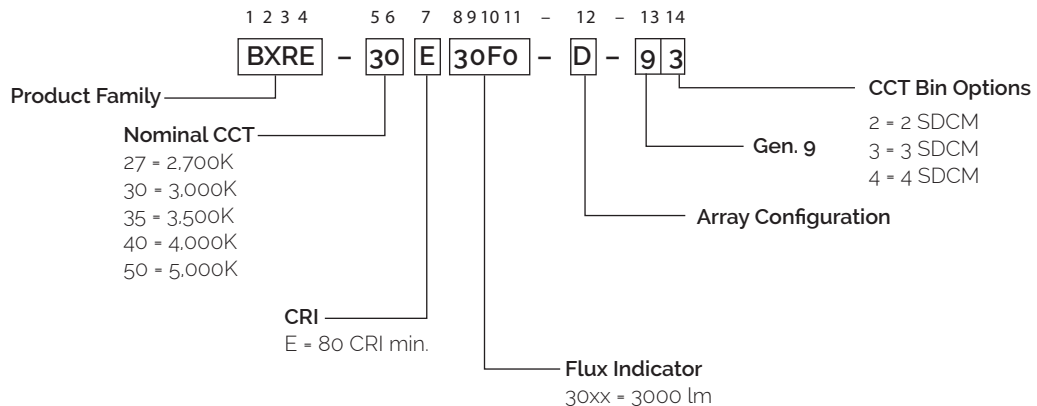 1 2 3 4 5 6 7 8 9 10 11 – 12 – 13 14
BXRE – 30 E 30F0 – D – 9 3
Product Family
Nominal CCT
27 = 2,700K
30 = 3,000K
35 = 3,500K
40 = 4,000K
50 = 5,000K
CRI
E = 80 CRI min.
Flux Indicator
30xx = 3000 lm
Array Configuration
Gen. 9
CCT Bin Options
2 = 2 SDCM
3 = 3 SDCM
4 = 4 SDCM